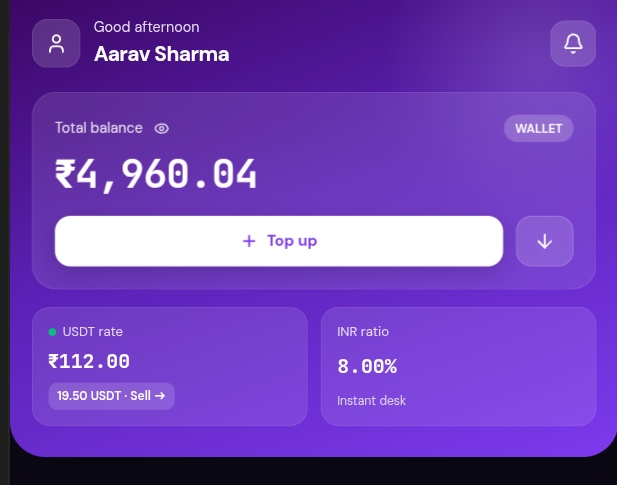 Good afternoon
Aarav Sharma
Total balance
WALLET
₹4,960.04
+ Top up
USDT rate
₹112.00
19.50 USDT · Sell →
INR ratio
8.00%
Instant desk